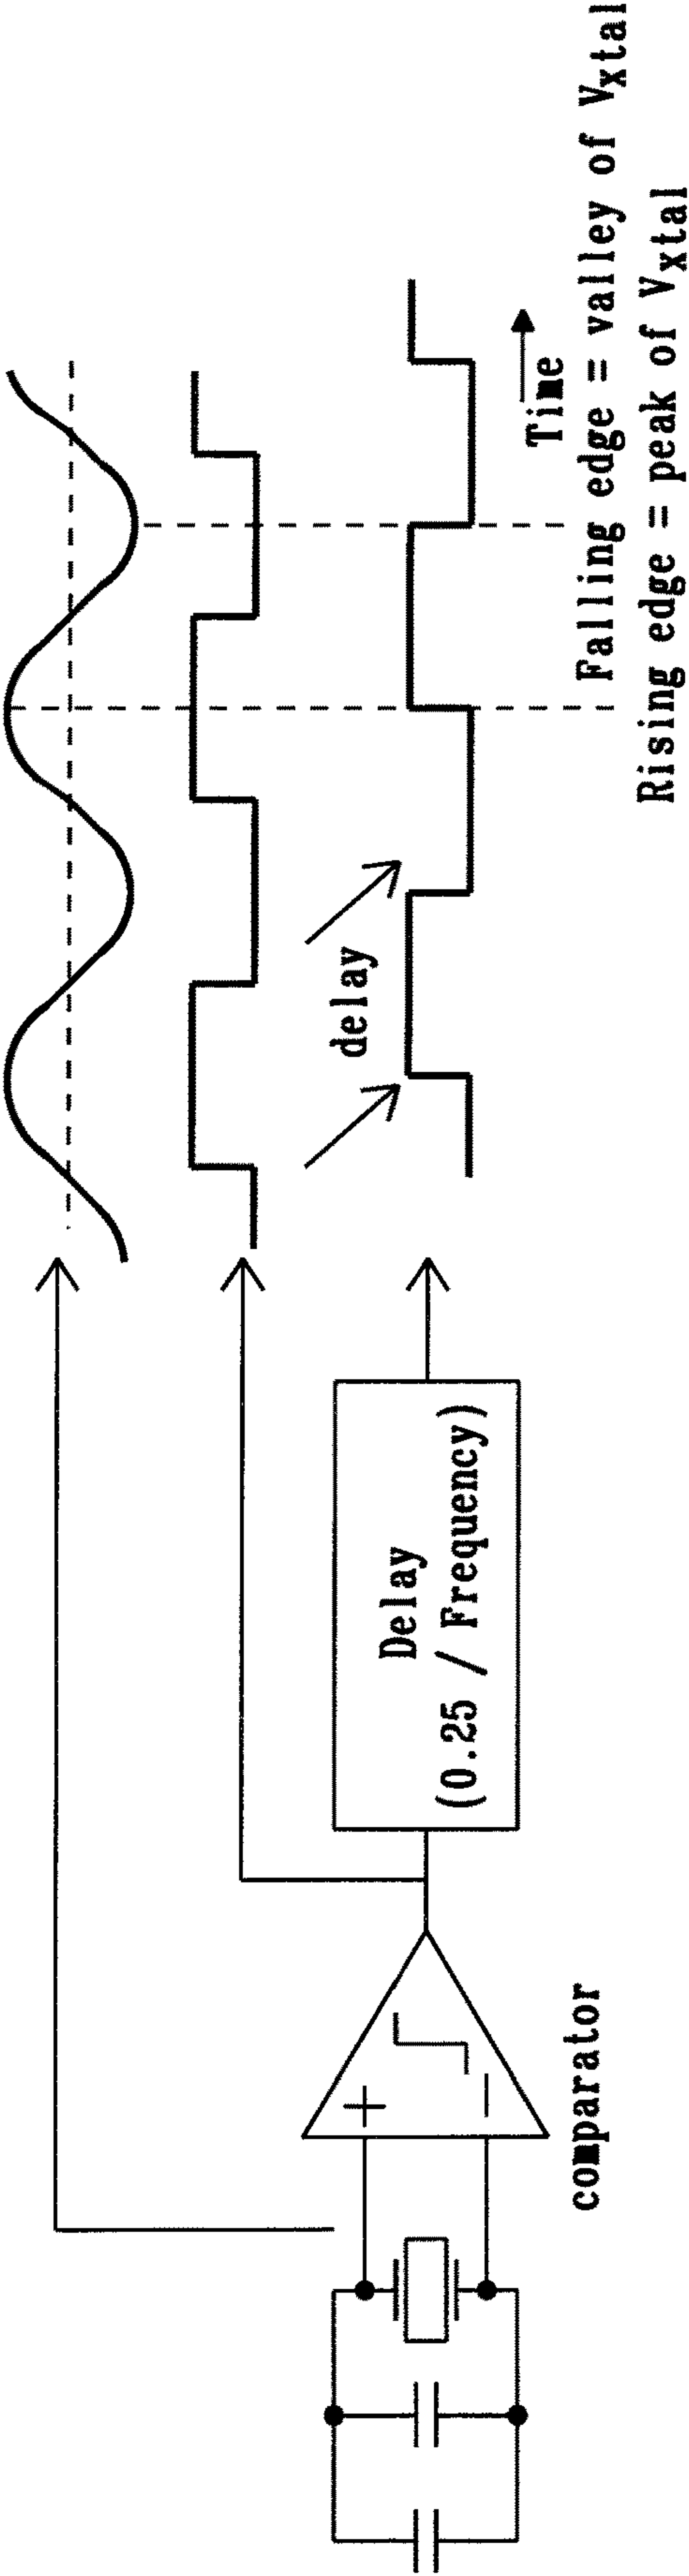 +
−
comparator
Delay
(0.25 / Frequency)
delay
Time
Falling edge = valley of Vxtal
Rising edge = peak of Vxtal